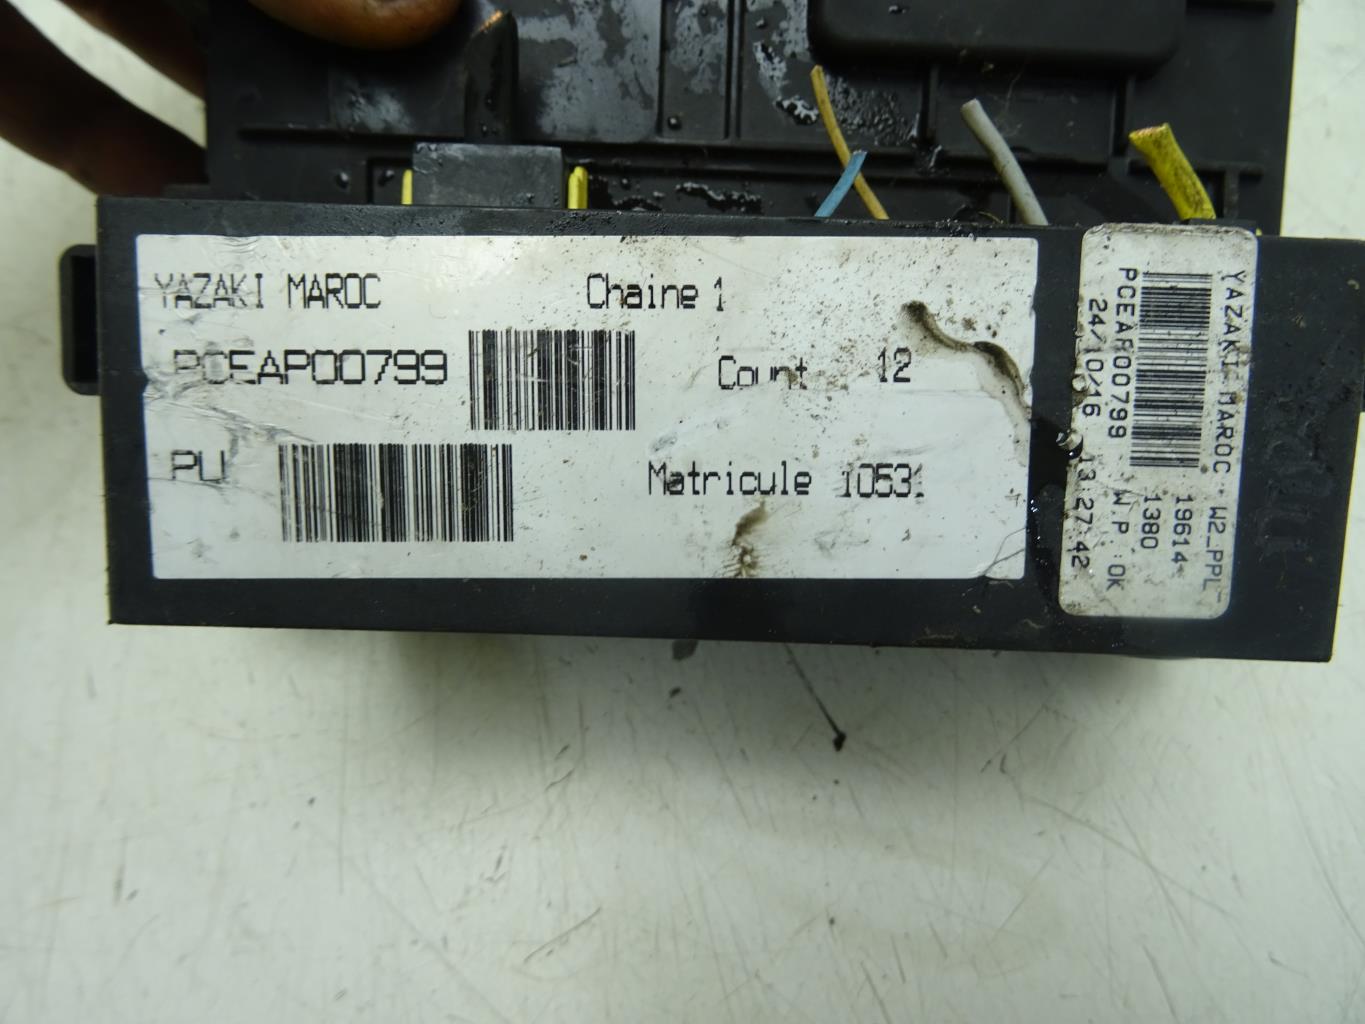 YAZAKI MAROC Chaine 1
PCEAP00799 Count 12
PU Matricule 10531
YAZAKI MAROC. W2_PPL
19614
1380
PCEAP00799 W.P. :OK
24/10/16 13:27:42